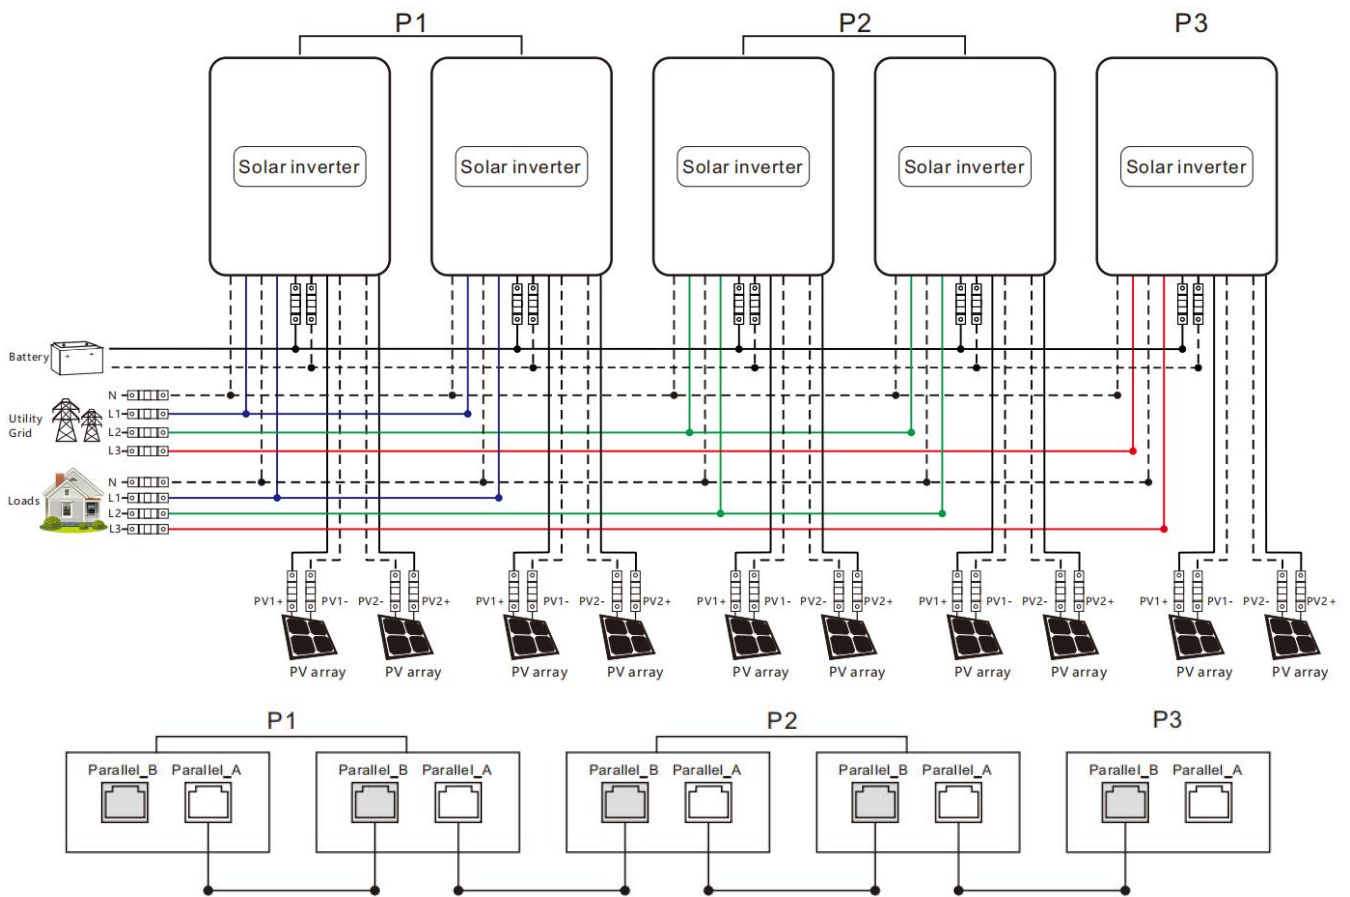 P1 P2 P3
Solar inverter Solar inverter Solar inverter Solar inverter Solar inverter
Battery
N
L1
Utility
Grid
L2
L3
N
Loads
L1
L2
L3
PV1+ PV1- PV2- PV2+ PV1+ PV1- PV2- PV2+ PV1+ PV1- PV2- PV2+ PV1+ PV1- PV2- PV2+ PV1+ PV1- PV2- PV2+
PV array PV array PV array PV array PV array PV array PV array PV array PV array PV array
P1 P2 P3
Parallel_B Parallel_A Parallel_B Parallel_A Parallel_B Parallel_A Parallel_B Parallel_A Parallel_B Parallel_A